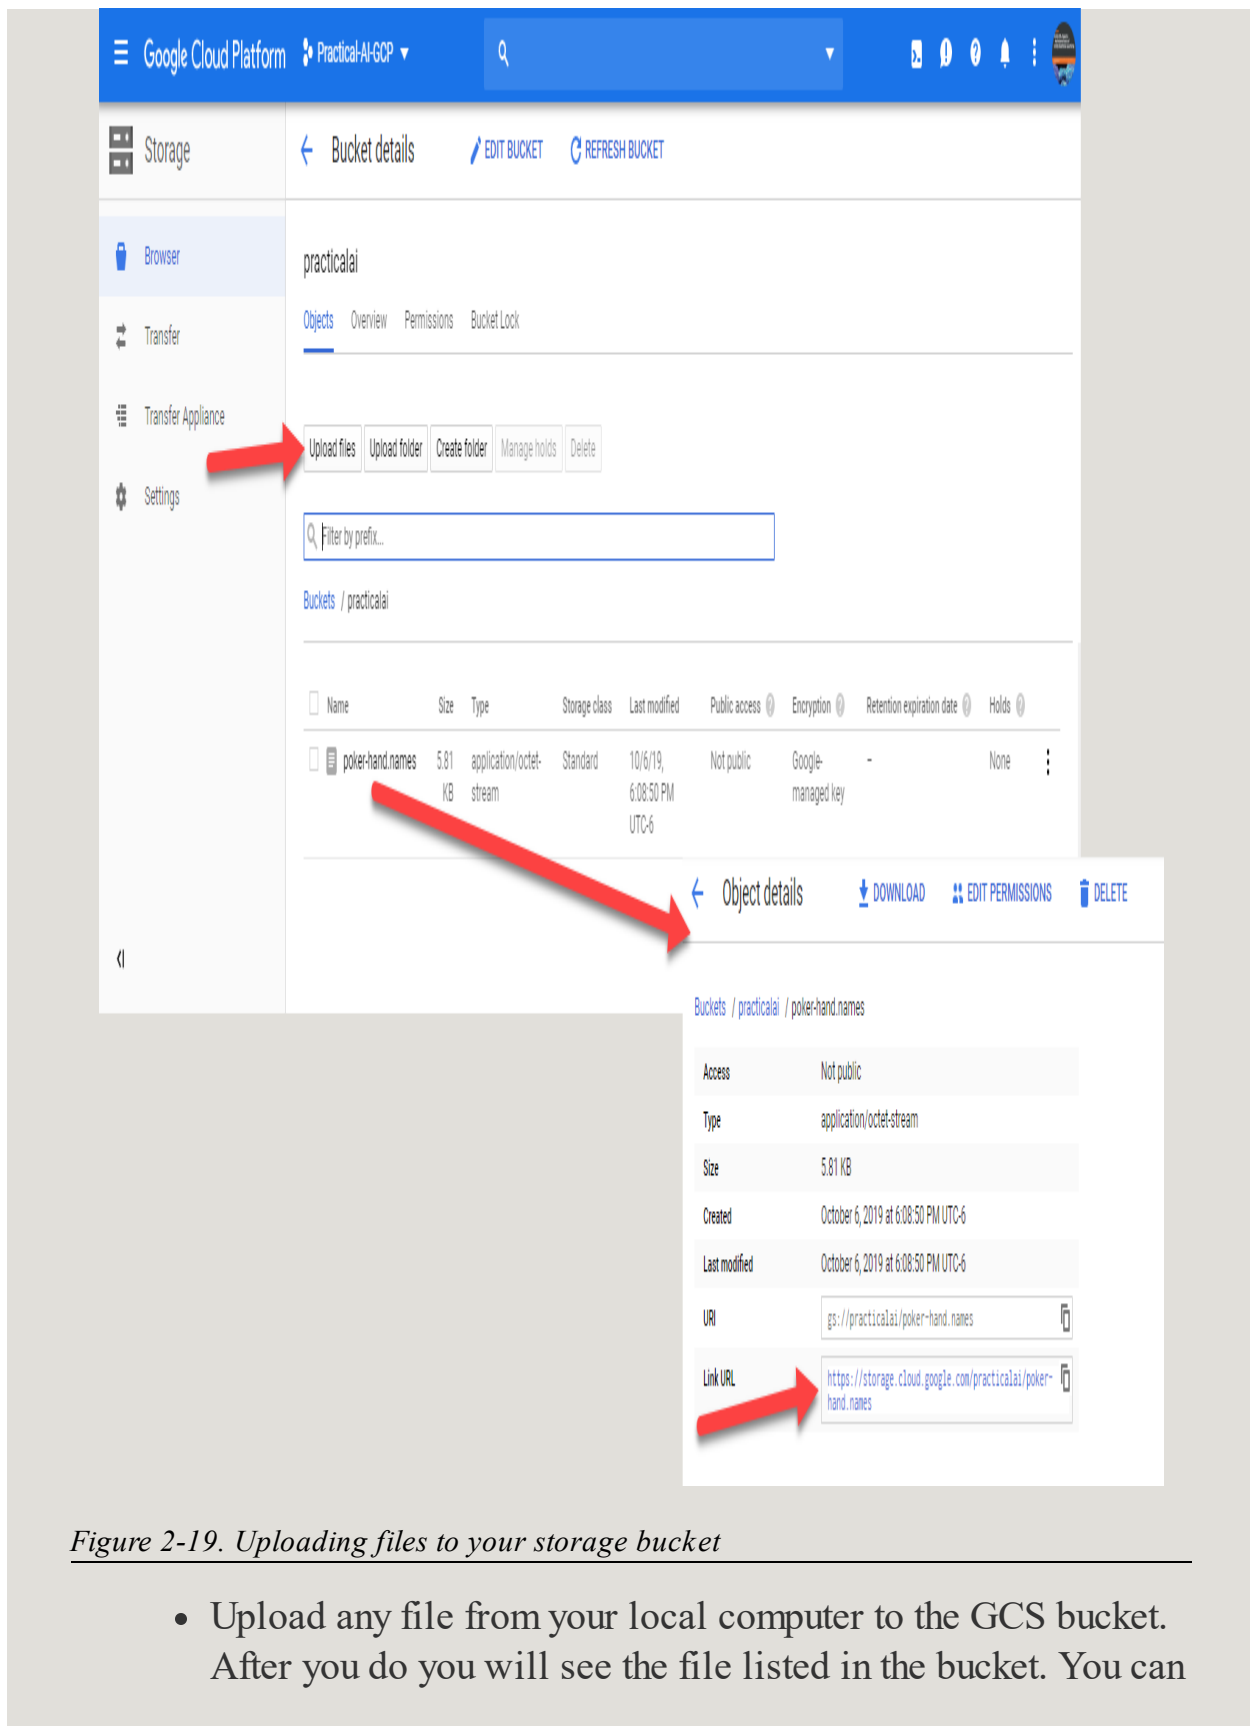 Google Cloud Platform Practical-AI-GCP
Storage
Bucket details EDIT BUCKET REFRESH BUCKET
Browser
Transfer
Transfer Appliance
Settings
practicalai
Objects Overview Permissions Bucket Lock
Upload files Upload folder Create folder Manage holds Delete
Filter by prefix...
Buckets / practicalai
Name Size Type Storage class Last modified Public access Encryption Retention expiration date Holds
poker-hand.names 5.81 application/octet- Standard 10/6/19, Not public Google- – None
KB stream 6:08:50 PM managed key
UTC-6
Object details DOWNLOAD EDIT PERMISSIONS DELETE
Buckets / practicalai / poker-hand.names
Access Not public
Type application/octet-stream
Size 5.81 KB
Created October 6, 2019 at 6:08:50 PM UTC-6
Last modified October 6, 2019 at 6:08:50 PM UTC-6
URI gs://practicalai/poker-hand.names
Link URL https://storage.cloud.google.com/practicalai/poker-
hand.names
Figure 2-19. Uploading files to your storage bucket
• Upload any file from your local computer to the GCS bucket.
After you do you will see the file listed in the bucket. You can